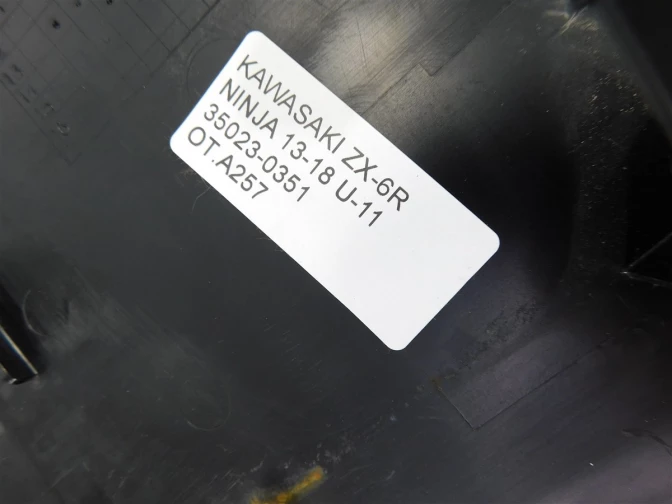 KAWASAKI ZX-6R
NINJA 13-18 U-11
35023-0351
OT.A257